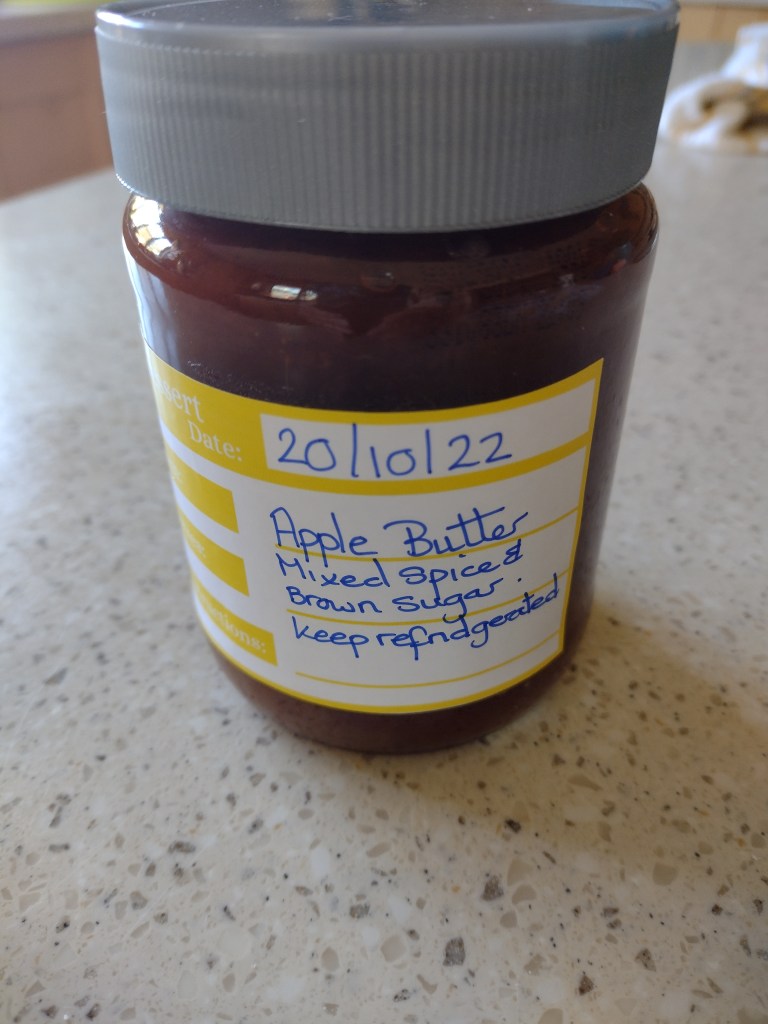 Date: 20/10/22
Apple Butter
Mixed Spice &
Brown Sugar.
keep refridgerated